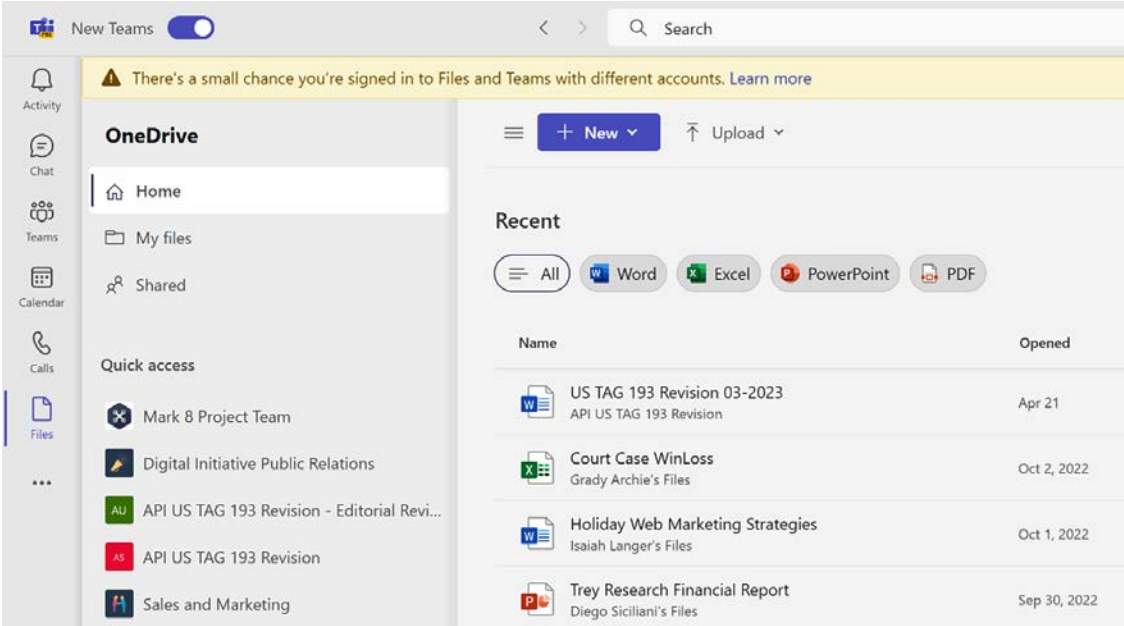 New Teams
Search
There's a small chance you're signed in to Files and Teams with different accounts. Learn more
Activity
Chat
Teams
Calendar
Calls
Files
OneDrive
Home
My files
Shared
Quick access
Mark 8 Project Team
Digital Initiative Public Relations
AU API US TAG 193 Revision - Editorial Revi...
AS API US TAG 193 Revision
Sales and Marketing
New
Upload
Recent
All Word Excel PowerPoint PDF
Name Opened
US TAG 193 Revision 03-2023
API US TAG 193 Revision
Apr 21
Court Case WinLoss
Grady Archie's Files
Oct 2, 2022
Holiday Web Marketing Strategies
Isaiah Langer's Files
Oct 1, 2022
Trey Research Financial Report
Diego Siciliani's Files
Sep 30, 2022